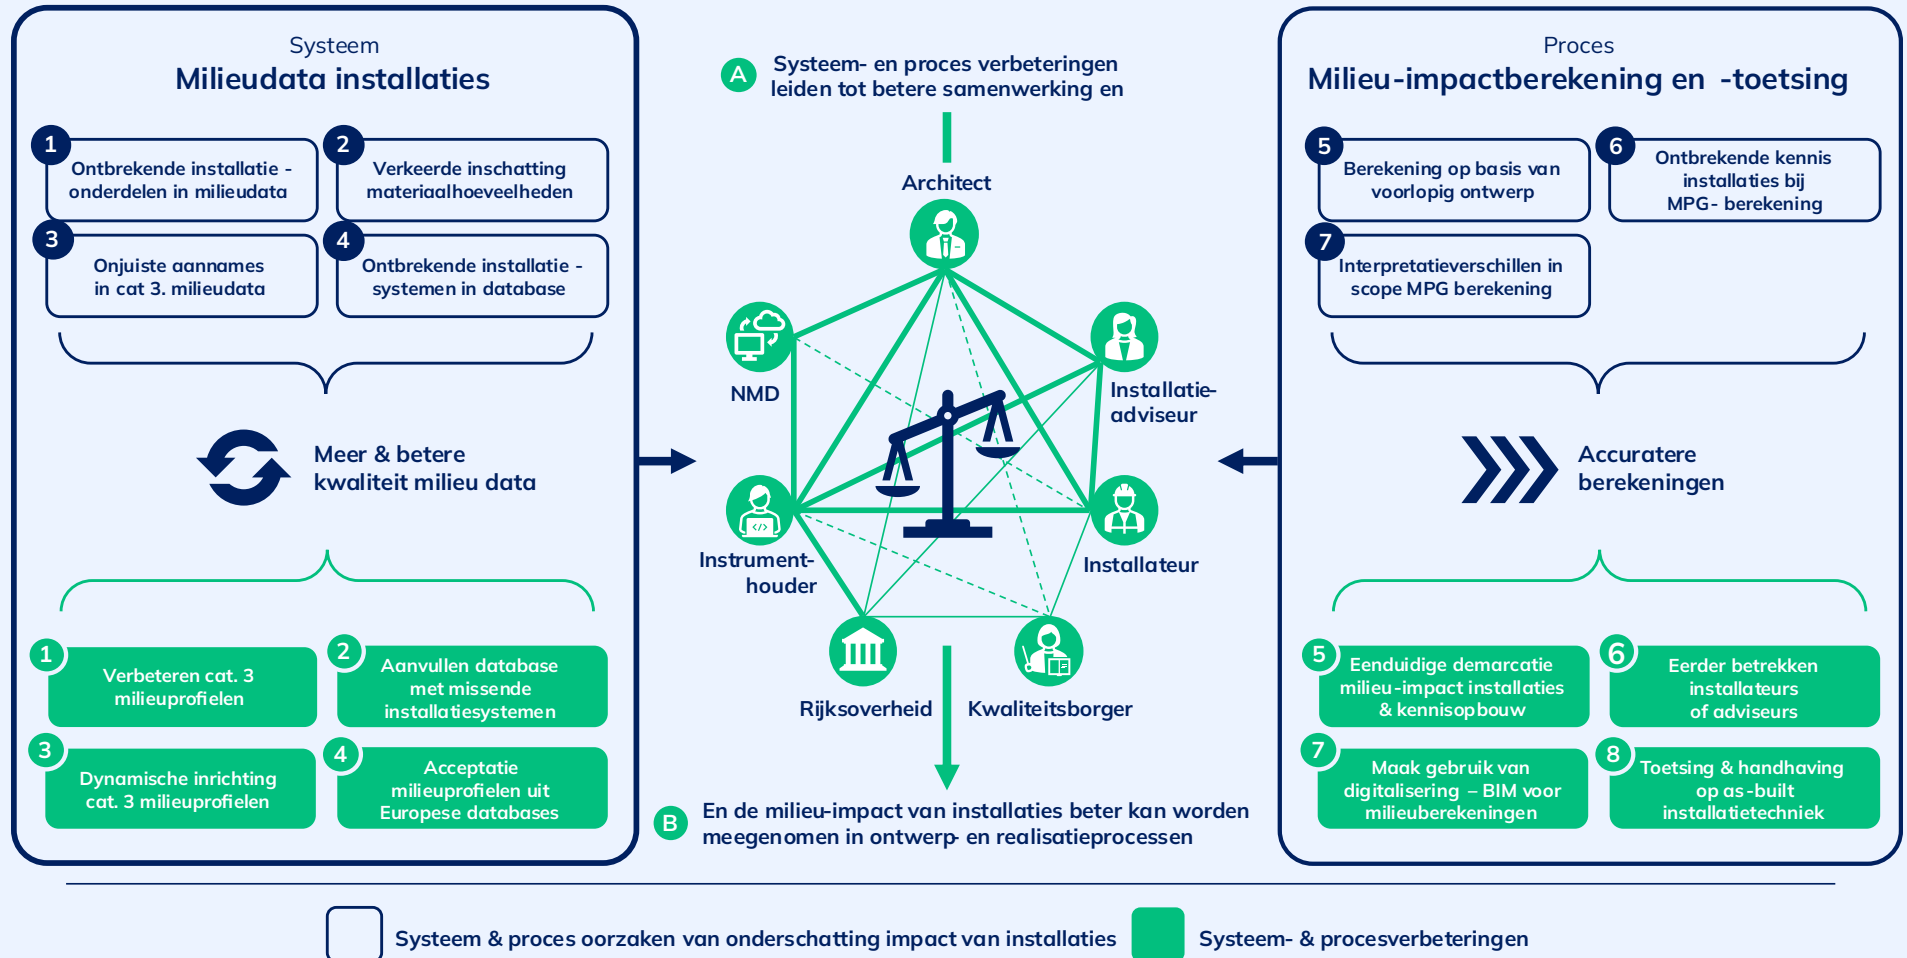 Systeem
Milieudata installaties
1
Ontbrekende installatie -
onderdelen in milieudata
2
Verkeerde inschatting
materiaalhoeveelheden
3
Onjuiste aannames
in cat 3. milieudata
4
Ontbrekende installatie -
systemen in database
Meer & betere
kwaliteit milieu data
1
Verbeteren cat. 3
milieuprofielen
2
Aanvullen database
met missende
installatiesystemen
3
Dynamische inrichting
cat. 3 milieuprofielen
4
Acceptatie
milieuprofielen uit
Europese databases
A
Systeem- en proces verbeteringen
leiden tot betere samenwerking en
Architect
NMD
Installatie-
adviseur
Instrument-
houder
</>
Installateur
Rijksoverheid
Kwaliteitsborger
B
En de milieu-impact van installaties beter kan worden
meegenomen in ontwerp- en realisatieprocessen
Proces
Milieu-impactberekening en -toetsing
5
Berekening op basis van
voorlopig ontwerp
6
Ontbrekende kennis
installaties bij
MPG- berekening
7
Interpretatieverschillen in
scope MPG berekening
Accuratere
berekeningen
5
Eenduidige demarcatie
milieu-impact installaties
& kennisopbouw
6
Eerder betrekken
installateurs
of adviseurs
7
Maak gebruik van
digitalisering – BIM voor
milieuberekeningen
8
Toetsing & handhaving
op as-built
installatietechniek
Systeem & proces oorzaken van onderschatting impact van installaties
Systeem- & procesverbeteringen